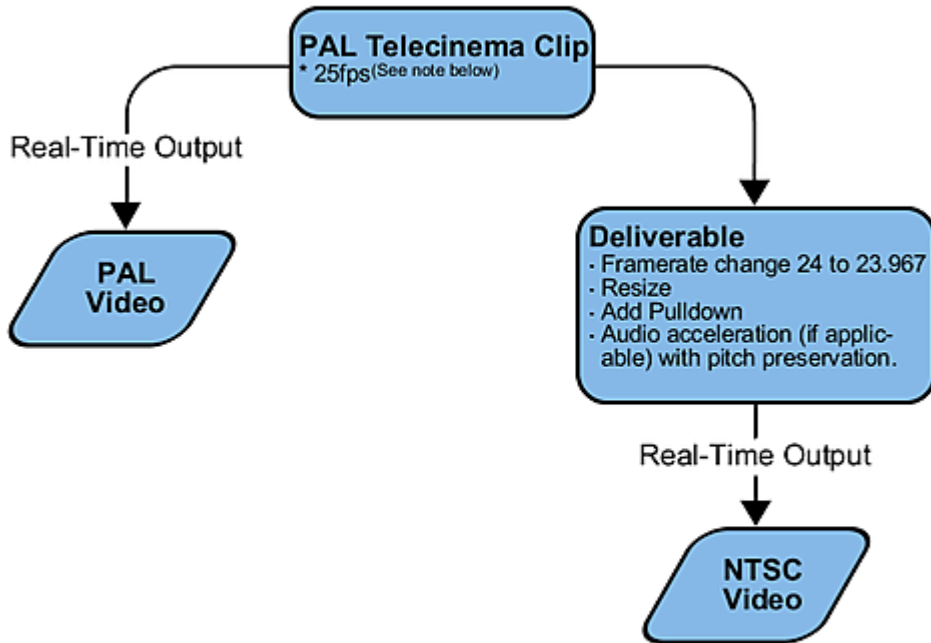 PAL Telecinema Clip
* 25fps(See note below)
Real-Time Output
PAL
Video
Deliverable
- Framerate change 24 to 23.967
- Resize
- Add Pulldown
- Audio acceleration (if applic-
able) with pitch preservation.
Real-Time Output
NTSC
Video